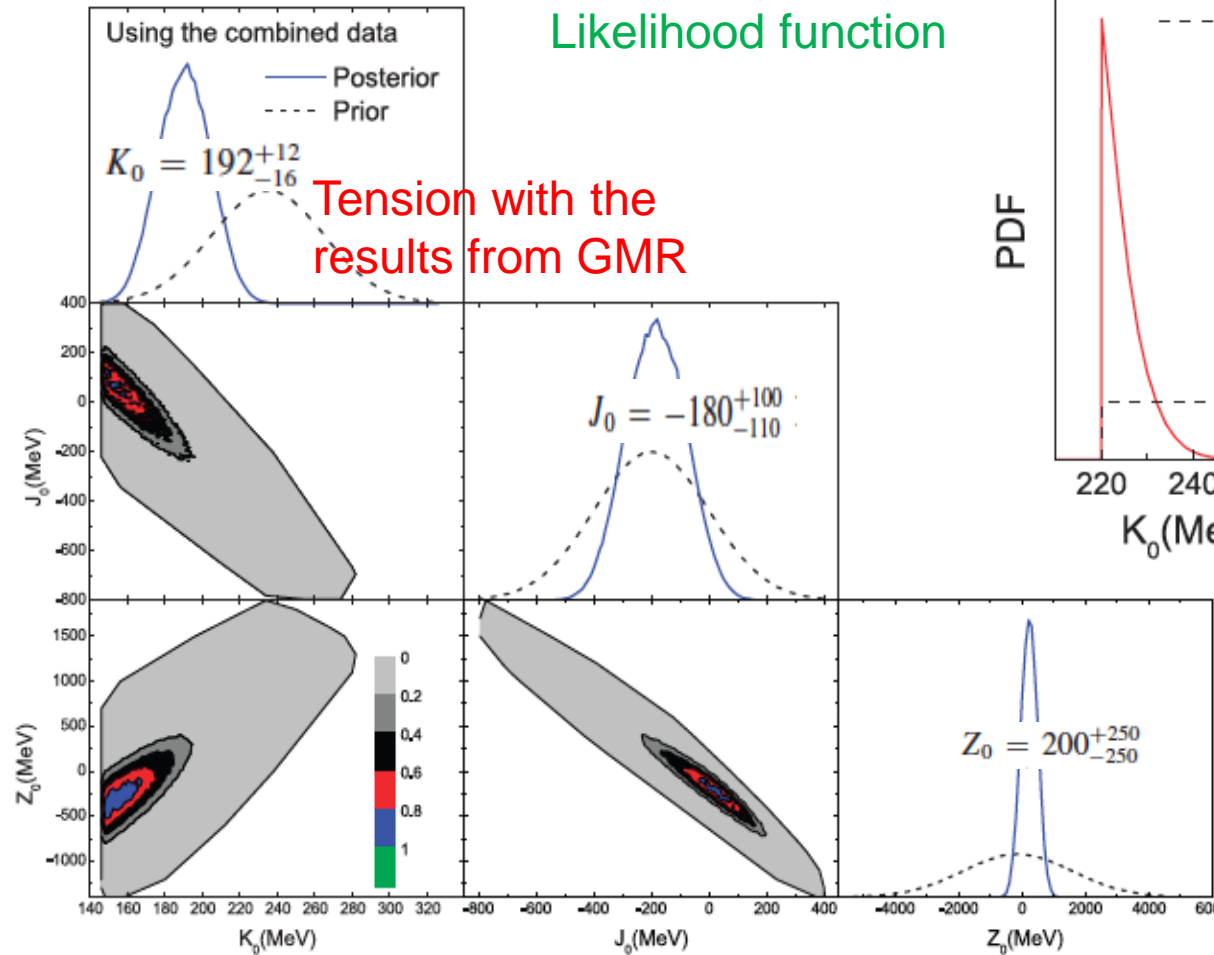 Using the combined data
Posterior
Prior
K₀ = 192⁺¹²₋₁₆
Likelihood function
Tension with the
results from GMR
PDF
220 240
K₀(Me
400
200
0
-200
-400
-600
-800
J₀(MeV)
J₀ = -180⁺¹⁰⁰₋₁₁₀
1500
1000
500
0
-500
-1000
Z₀(MeV)
0
0.2
0.4
0.6
0.8
1
Z₀ = 200⁺²⁵⁰₋₂₅₀
140 160 180 200 220 240 260 280 300 320
K₀(MeV)
-800 -600 -400 -200 0 200 400
J₀(MeV)
-4000 -2000 0 2000 4000 600
Z₀(MeV)